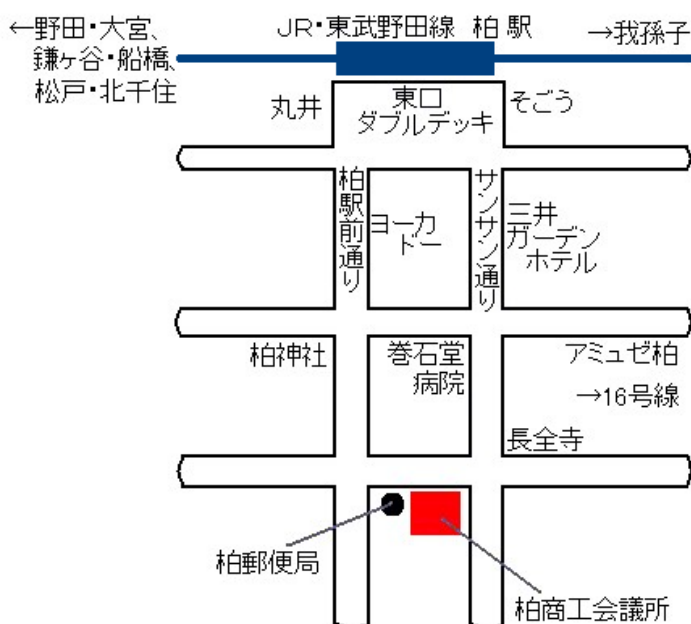 ←野田・大宮、
鎌ヶ谷・船橋、
松戸・北千住
JR・東武野田線 柏駅
→我孫子
丸井
東口
ダブルデッキ
そごう
柏駅前通り
ヨーカ
ドー
サンサン通り
三井
ガーデン
ホテル
柏神社
巻石堂
病院
アミュゼ柏
→16号線
長全寺
柏郵便局
柏商工会議所